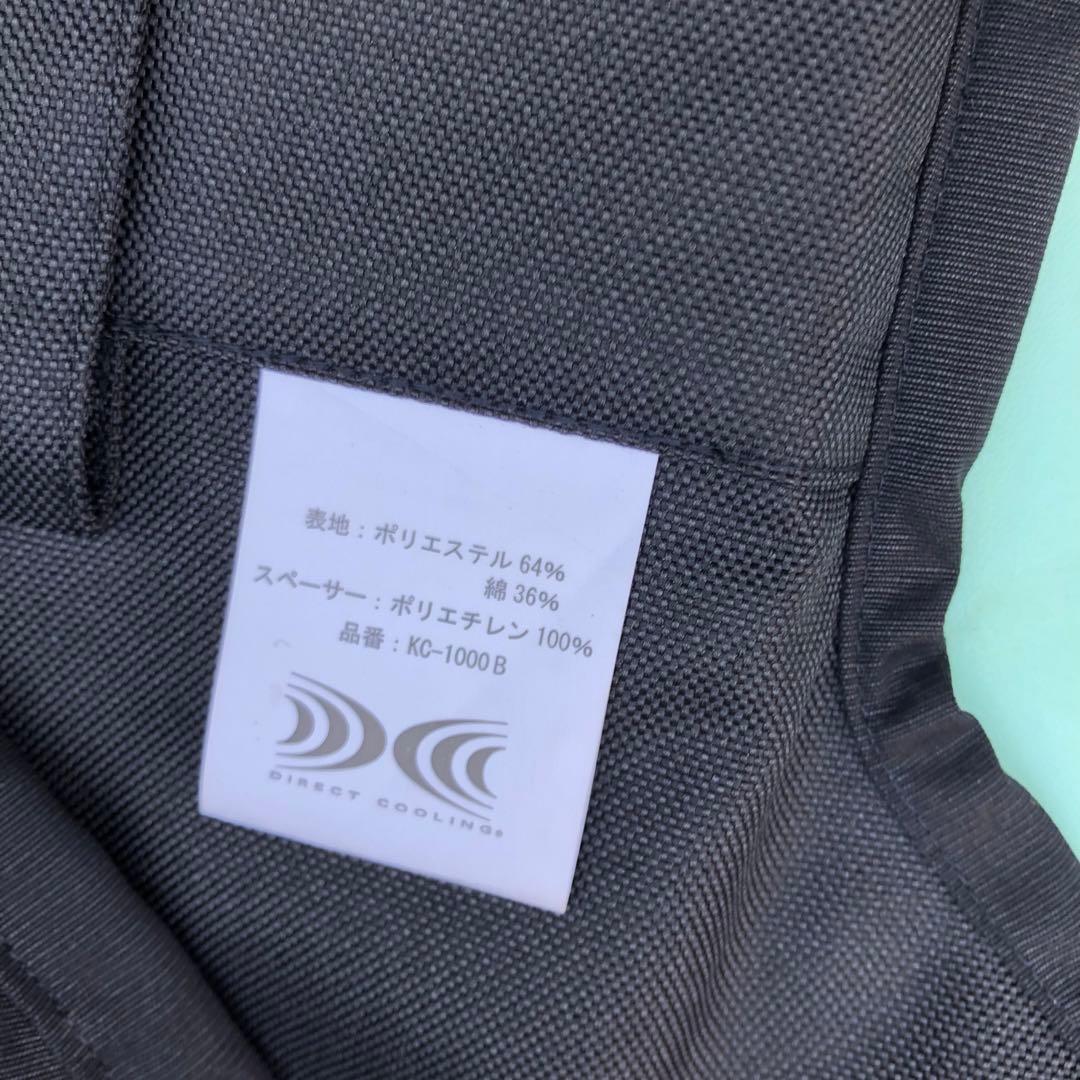 表地：ポリエステル 64%
綿 36%
スペーサー：ポリエチレン 100%
品番：KC-1000B
DIRECT COOLING®